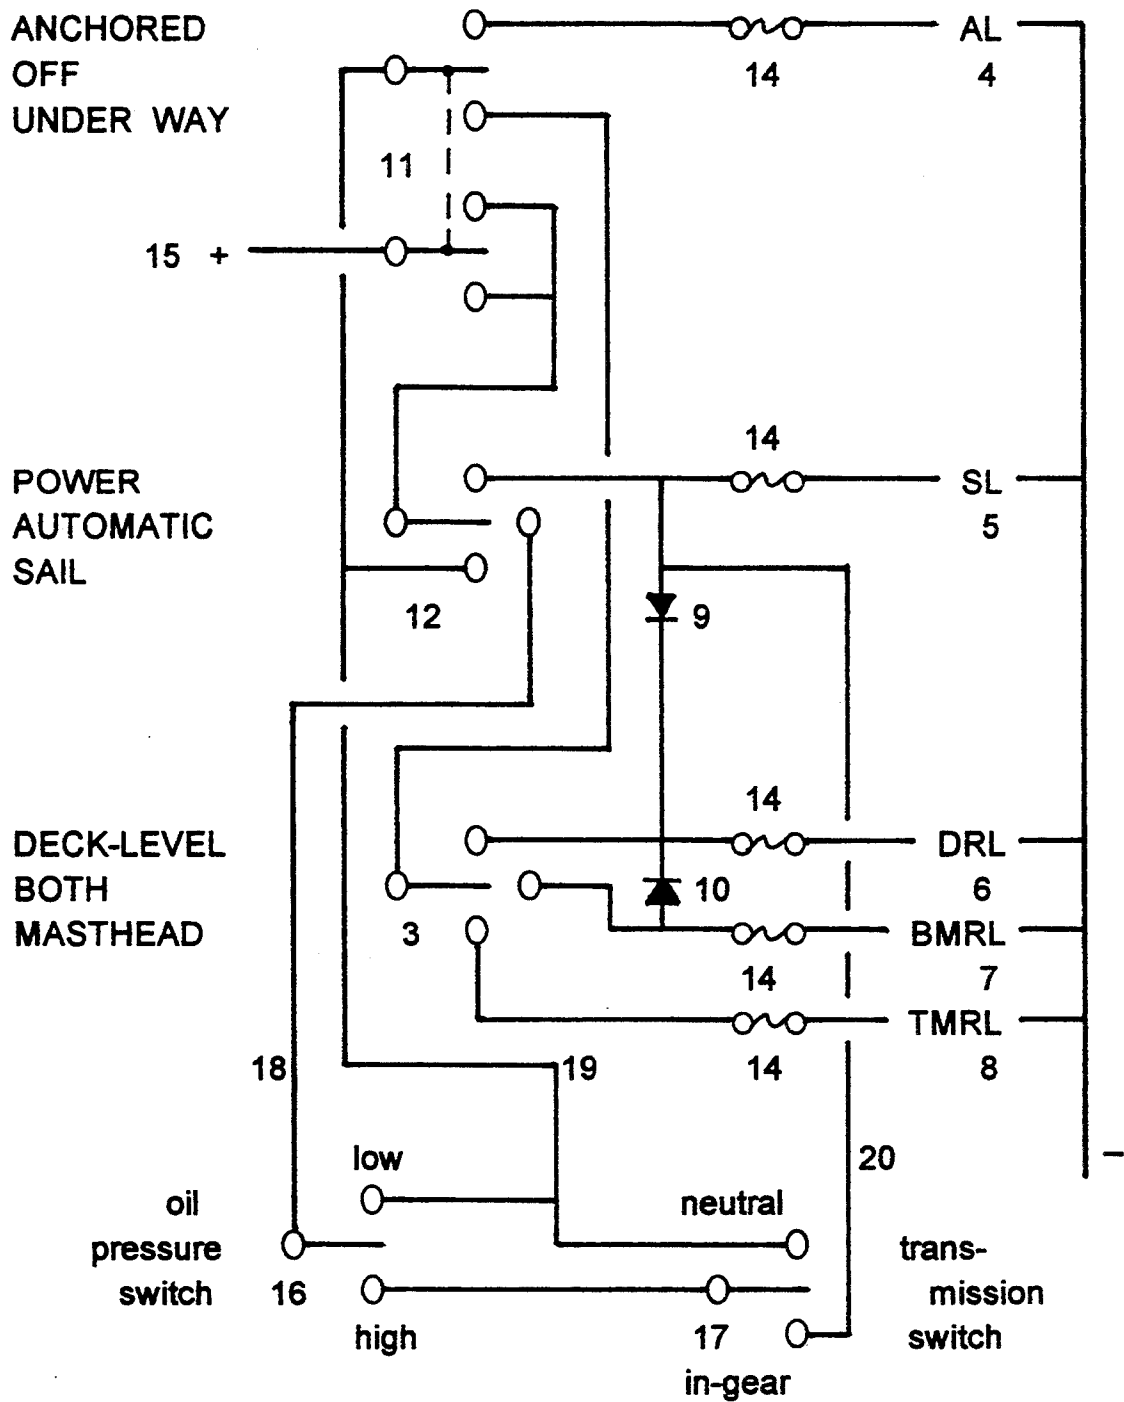 ANCHORED
OFF
UNDER WAY
14
AL
4
11
15 +
14
POWER
AUTOMATIC
SAIL
SL
5
12
9
14
DECK-LEVEL
BOTH
MASTHEAD
DRL
6
10
3
BMRL
7
14
TMRL
8
14
18
19
20
–
low
oil
pressure
switch
16
high
neutral
17
in-gear
trans-
mission
switch